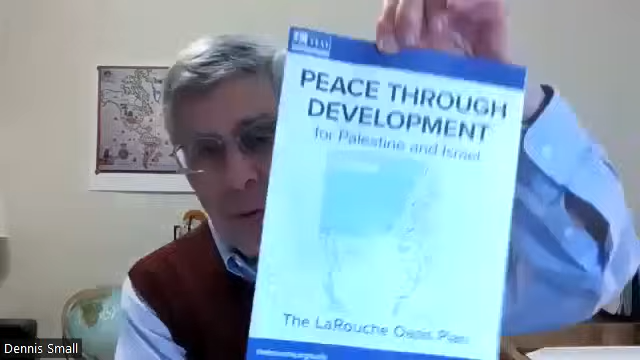 PEACE THROUGH
DEVELOPMENT
for Palestine and Israel
The LaRouche Oasis Plan
Dennis Small